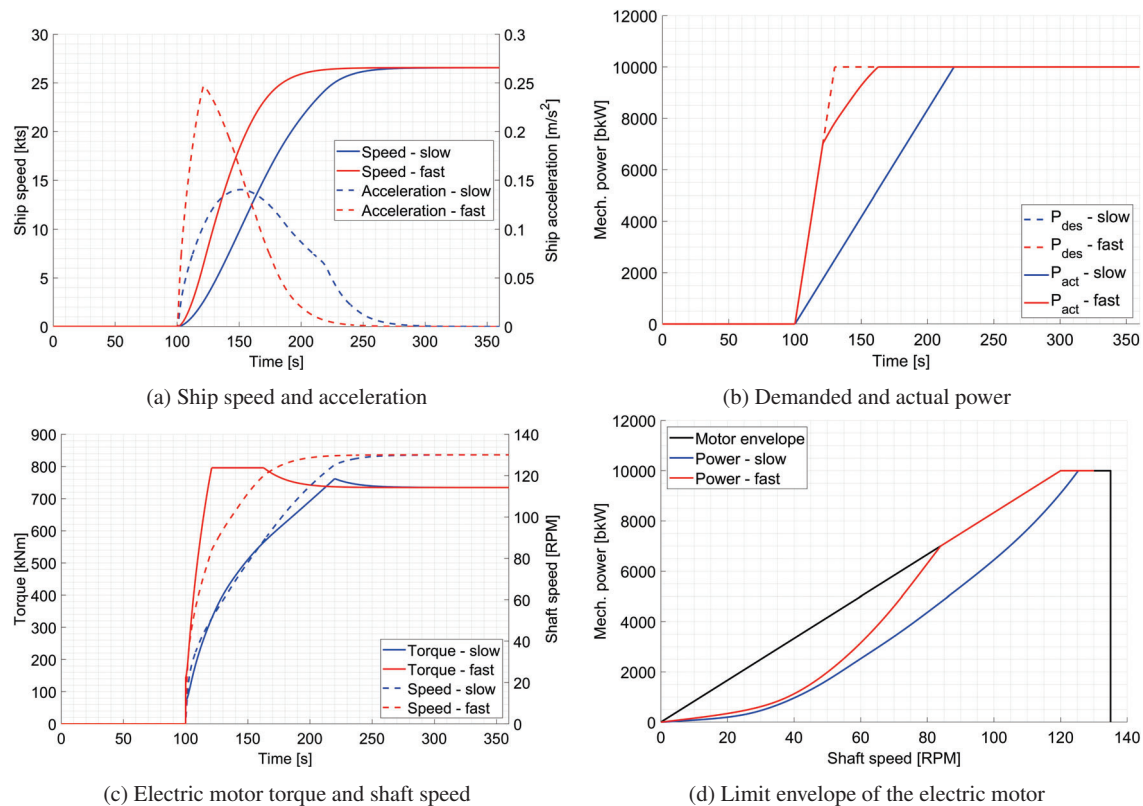 30
25
20
15
10
5
0
Ship speed [kts]
0.3
0.25
0.2
0.15
0.1
0.05
0
Ship acceleration [m/s²]
Speed - slow
Speed - fast
Acceleration - slow
Acceleration - fast
0 50 100 150 200 250 300 350
Time [s]
(a) Ship speed and acceleration
12000
10000
8000
6000
4000
2000
0
Mech. power [bkW]
P_des - slow
P_des - fast
P_act - slow
P_act - fast
0 50 100 150 200 250 300 350
Time [s]
(b) Demanded and actual power
900
800
700
600
500
400
300
200
100
0
Torque [kNm]
140
120
100
80
60
40
20
0
Shaft speed [RPM]
Torque - slow
Torque - fast
Speed - slow
Speed - fast
0 50 100 150 200 250 300 350
Time [s]
(c) Electric motor torque and shaft speed
12000
10000
8000
6000
4000
2000
0
Mech. power [bkW]
Motor envelope
Power - slow
Power - fast
0 20 40 60 80 100 120 140
Shaft speed [RPM]
(d) Limit envelope of the electric motor